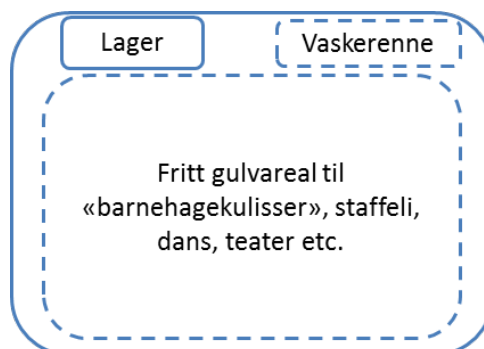 Lager
Vaskerenne
Fritt gulvareal til
«barnehagekulisser», staffeli,
dans, teater etc.